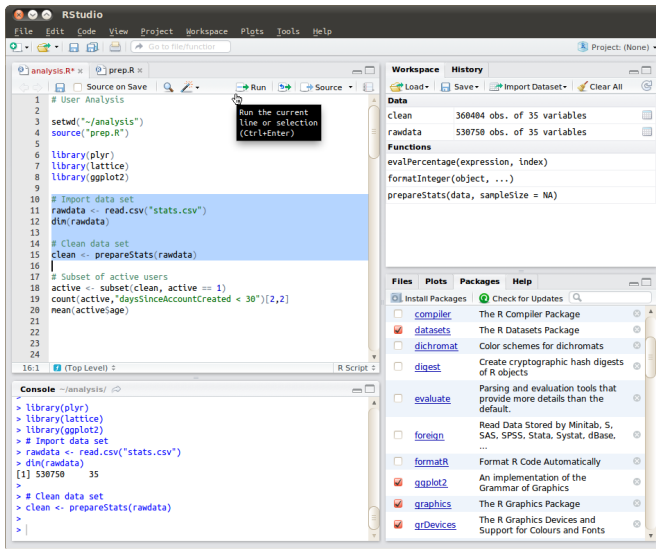 RStudio
File Edit Code View Project Workspace Plots Tools Help
Go to file/function
Project: (None)
analysis.R* × prep.R ×
Source on Save Run Source
1 # User Analysis
2
3 setwd("~/analysis")
4 source("prep.R")
5
6 library(plyr)
7 library(lattice)
8 library(ggplot2)
9
10 # Import data set
11 rawdata <- read.csv("stats.csv")
12 dim(rawdata)
13
14 # Clean data set
15 clean <- prepareStats(rawdata)
16
17 # Subset of active users
18 active <- subset(clean, active == 1)
19 count(active,"daysSinceAccountCreated < 30")[2,2]
20 mean(active$age)
21
22
23
24
Run the current
line or selection
(Ctrl+Enter)
16:1 (Top Level) R Script
Console ~/analysis/
>
> library(plyr)
> library(lattice)
> library(ggplot2)
> # Import data set
> rawdata <- read.csv("stats.csv")
> dim(rawdata)
[1] 530750     35
>
> # Clean data set
> clean <- prepareStats(rawdata)
>
>
Workspace History
Load Save Import Dataset Clear All
Data
clean 360404 obs. of 35 variables
rawdata 530750 obs. of 35 variables
Functions
evalPercentage(expression, index)
formatInteger(object, ...)
prepareStats(data, sampleSize = NA)
Files Plots Packages Help
Install Packages Check for Updates
compiler The R Compiler Package
datasets The R Datasets Package
dichromat Color schemes for dichromats
digest Create cryptographic hash digests
of R objects
evaluate Parsing and evaluation tools that
provide more details than the
default.
foreign Read Data Stored by Minitab, S,
SAS, SPSS, Stata, Systat, dBase,
...
formatR Format R Code Automatically
ggplot2 An implementation of the
Grammar of Graphics
graphics The R Graphics Package
grDevices The R Graphics Devices and
Support for Colours and Fonts